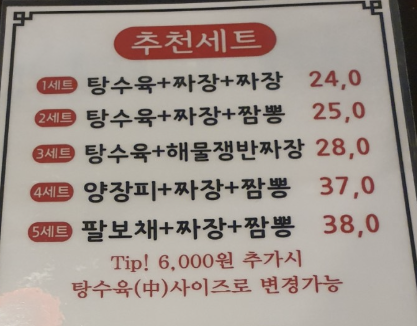 추천세트
1세트 탕수육+짜장+짜장 24,0
2세트 탕수육+짜장+짬뽕 25,0
3세트 탕수육+해물쟁반짜장 28,0
4세트 양장피+짜장+짬뽕 37,0
5세트 팔보채+짜장+짬뽕 38,0
Tip! 6,000원 추가시
탕수육(中)사이즈로 변경가능